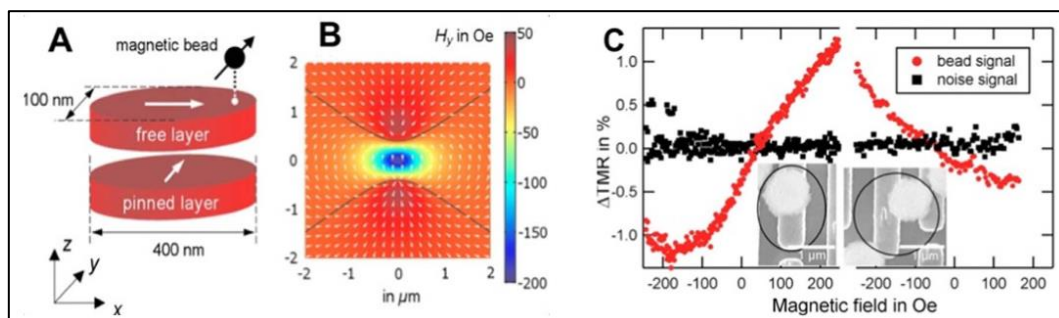 A
magnetic bead
100 nm
free layer
pinned layer
400 nm
z
y
x
B
H_y in Oe
2
1
0
-1
-2
-2 -1 0 1 2
in μm
50
0
-50
-100
-150
-200
C
ΔTMR in %
1.0
0.5
0.0
-0.5
-1.0
bead signal
noise signal
1 μm
1 μm
-200 -100 0 100 200 -200 -100 0 100 200
Magnetic field in Oe